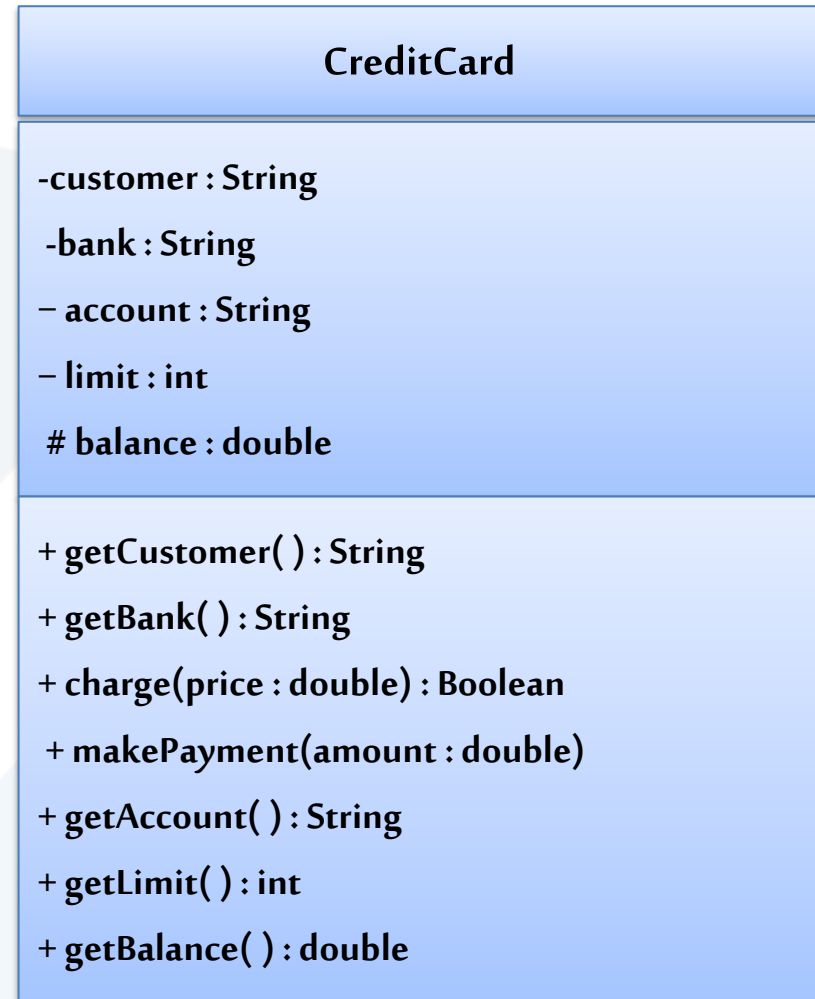 CreditCard
-customer : String
-bank : String
– account : String
– limit : int
# balance : double
+ getCustomer( ) : String
+ getBank( ) : String
+ charge(price : double) : Boolean
+ makePayment(amount : double)
+ getAccount( ) : String
+ getLimit( ) : int
+ getBalance( ) : double